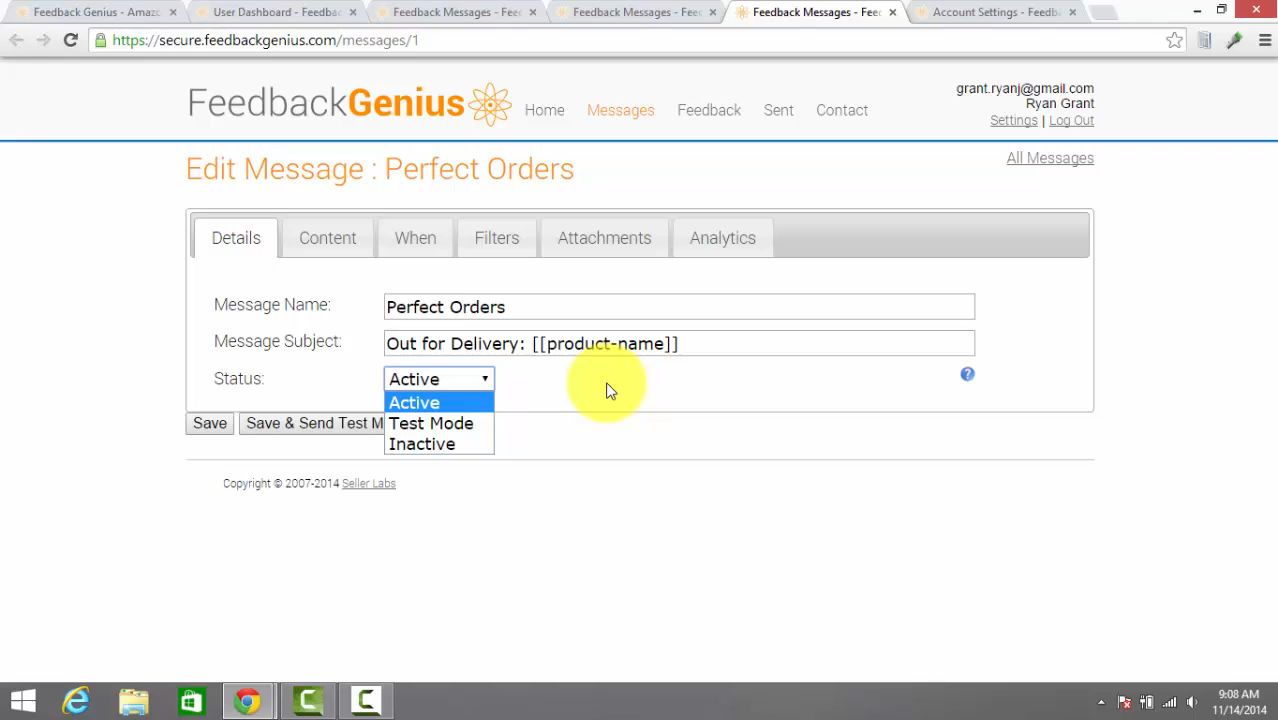 Feedback Genius - Amazo
User Dashboard - Feedbac
Feedback Messages - Feed
Feedback Messages - Feed
Feedback Messages - Feed
Account Settings - Feedb
https://secure.feedbackgenius.com/messages/1
FeedbackGenius
Home
Messages
Feedback
Sent
Contact
grant.ryanj@gmail.com
Ryan Grant
Settings | Log Out
Edit Message : Perfect Orders
All Messages
Details
Content
When
Filters
Attachments
Analytics
Message Name:
Perfect Orders
Message Subject:
Out for Delivery: [[product-name]]
Status:
Active
Active
Test Mode
Inactive
Save
Save & Send Test M
Copyright © 2007-2014 Seller Labs
9:08 AM
11/14/2014